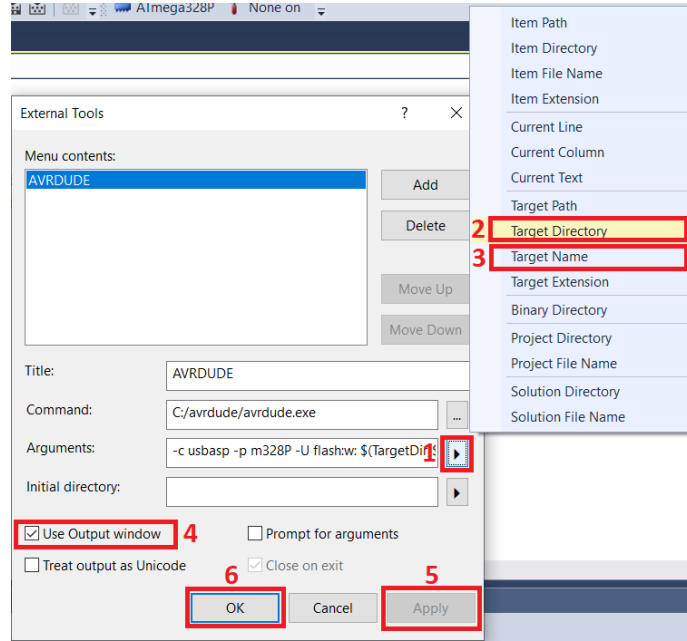 ATmega328P None on
External Tools ?
Menu contents:
AVRDUDE
Add
Delete
Move Up
Move Down
Title: AVRDUDE
Command: C:/avrdude/avrdude.exe ...
Arguments: -c usbasp -p m328P -U flash:w: $(TargetDir) 1
Initial directory:
Use Output window 4
Prompt for arguments
Treat output as Unicode
Close on exit
6 5
OK Cancel Apply
Item Path
Item Directory
Item File Name
Item Extension
Current Line
Current Column
Current Text
Target Path
2 Target Directory
3 Target Name
Target Extension
Binary Directory
Project Directory
Project File Name
Solution Directory
Solution File Name